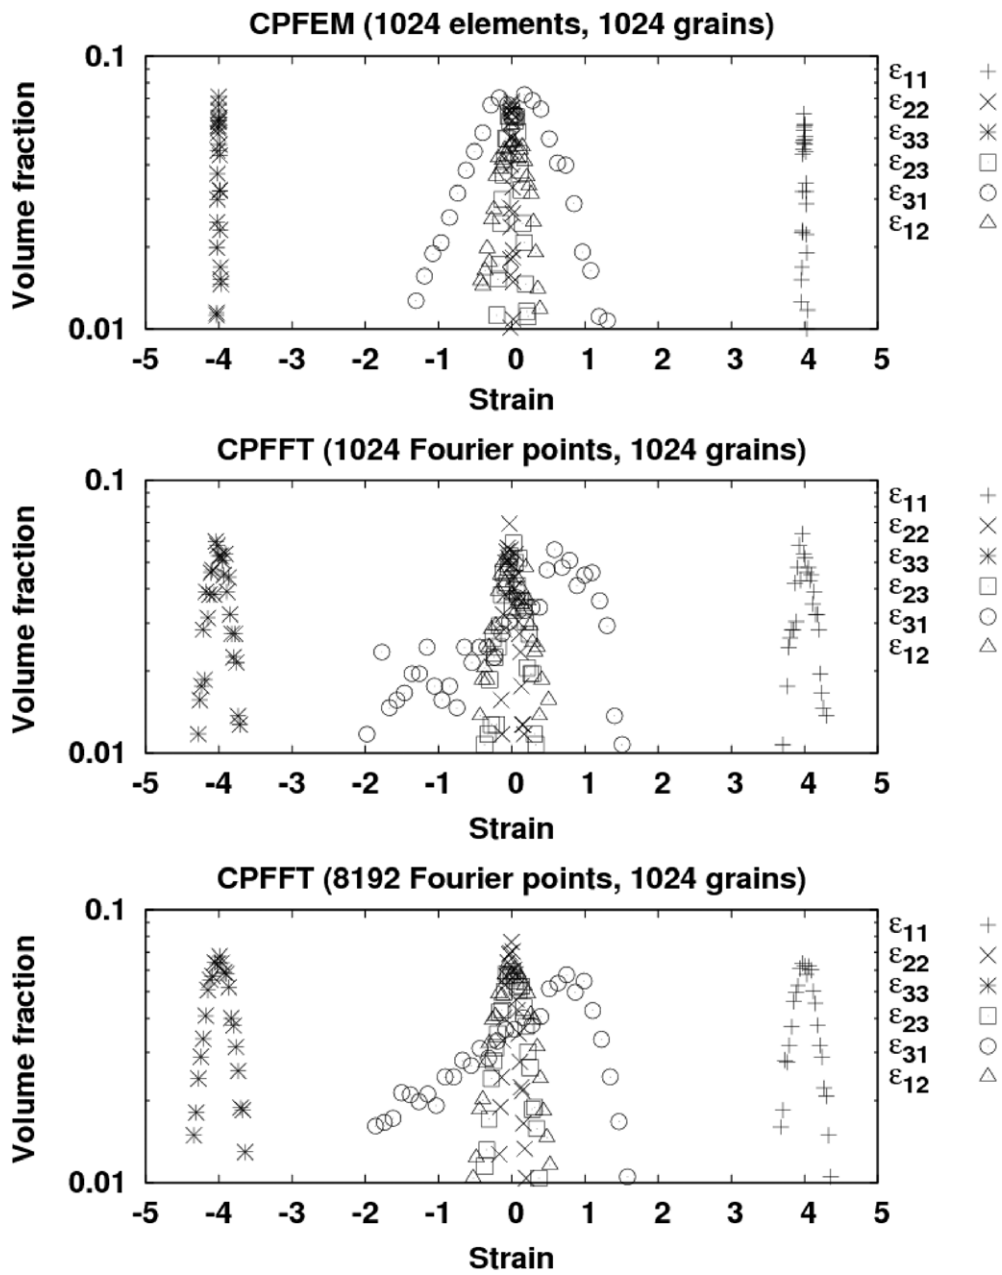 CPFEM (1024 elements, 1024 grains)
0.1
Volume fraction
0.01
-5 -4 -3 -2 -1 0 1 2 3 4 5
Strain
ε11
ε22
ε33
ε23
ε31
ε12
CPFFT (1024 Fourier points, 1024 grains)
0.1
Volume fraction
0.01
-5 -4 -3 -2 -1 0 1 2 3 4 5
Strain
ε11
ε22
ε33
ε23
ε31
ε12
CPFFT (8192 Fourier points, 1024 grains)
0.1
Volume fraction
0.01
-5 -4 -3 -2 -1 0 1 2 3 4 5
Strain
ε11
ε22
ε33
ε23
ε31
ε12